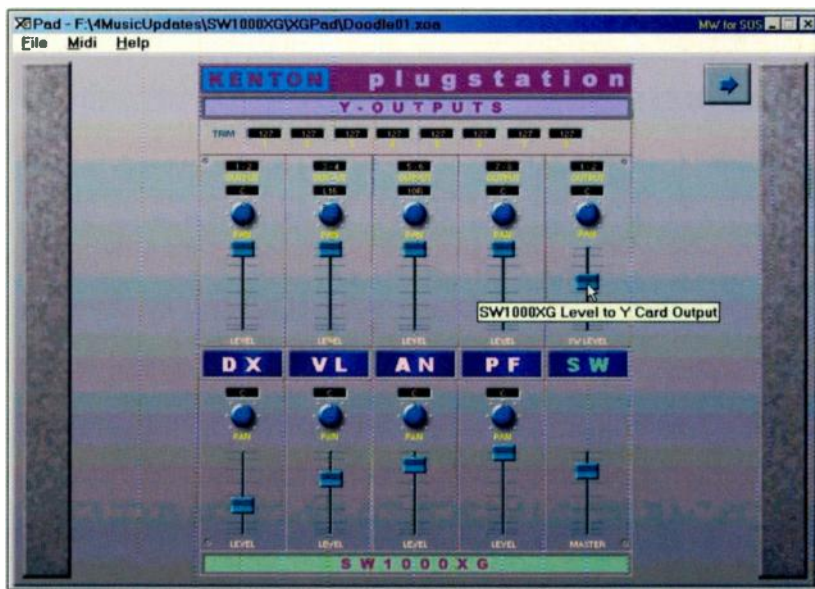 XGPad - F:\4MusicUpdates\SW1000XG\XGPad\Doodle01.xoa MW for SOS
File Midi Help
KENTON plugstation
Y-OUTPUTS
TRIM 127 127 127 127 127 127 127 127
1 - 2 3 - 4 5 - 6 7 - 8 1 - 2
OUTPUT OUTPUT OUTPUT OUTPUT OUTPUT
C L16 10R C C
PAN PAN PAN PAN PAN
SW1000XG Level to Y Card Output
LEVEL LEVEL LEVEL LEVEL SW LEVEL
DX VL AN PF SW
C C C C
PAN PAN PAN PAN
LEVEL LEVEL LEVEL LEVEL MASTER
SW1000XG